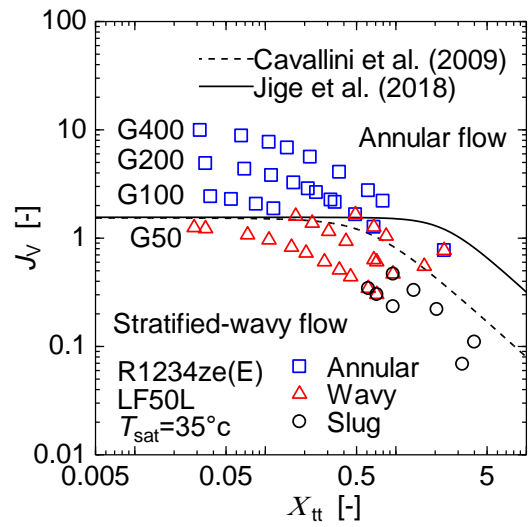 Cavallini et al. (2009)
Jige et al. (2018)
Annular flow
G400
G200
G100
G50
Stratified-wavy flow
R1234ze(E)
LF50L
Tsat=35°c
Annular
Wavy
Slug
100
10
1
0.1
0.01
JV [-]
0.005
0.05
0.5
5
Xtt [-]